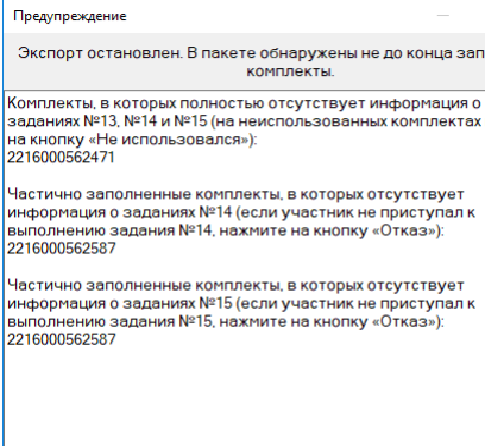 Предупреждение
Экспорт остановлен. В пакете обнаружены не до конца зап
комплекты.
Комплекты, в которых полностью отсутствует информация о
заданиях №13, №14 и №15 (на неиспользованных комплектах
на кнопку «Не использовался»):
2216000562471
Частично заполненные комплекты, в которых отсутствует
информация о заданиях №14 (если участник не приступал к
выполнению задания №14, нажмите на кнопку «Отказ»):
2216000562587
Частично заполненные комплекты, в которых отсутствует
информация о заданиях №15 (если участник не приступал к
выполнению задания №15, нажмите на кнопку «Отказ»):
2216000562587